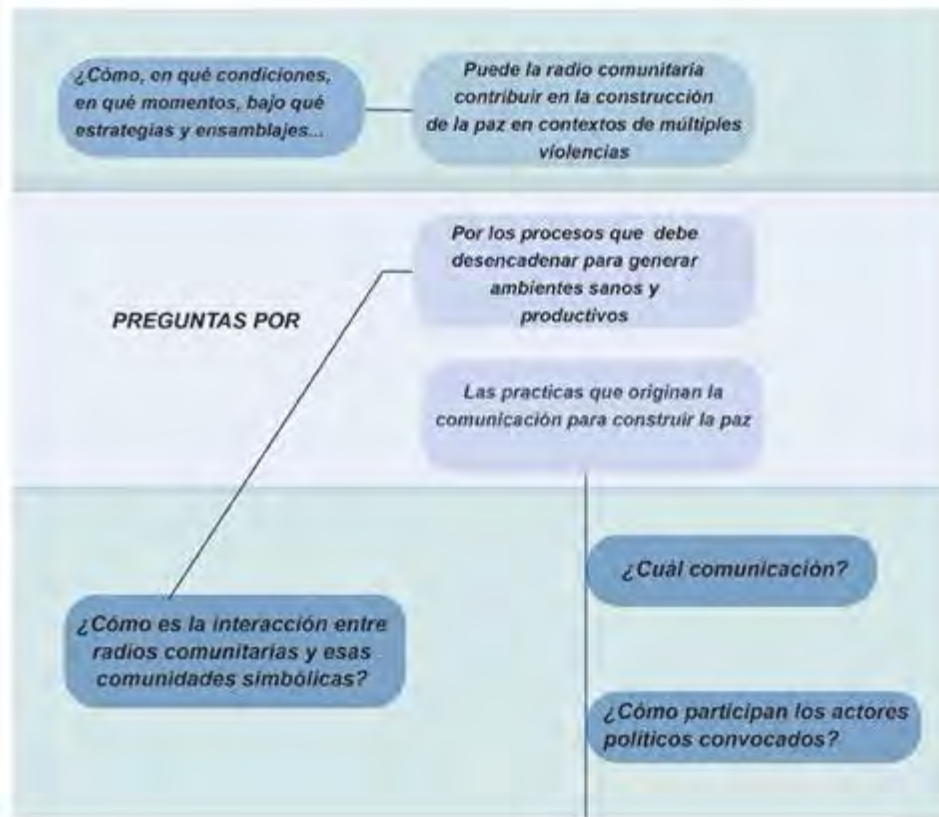 ¿Cómo, en qué condiciones,
en qué momentos, bajo qué
estrategias y ensamblajes...
Puede la radio comunitaria
contribuir en la construcción
de la paz en contextos de múltiples
violencias
PREGUNTAS POR
Por los procesos que debe
desencadenar para generar
ambientes sanos y
productivos
Las practicas que originan la
comunicación para construir la paz
¿Cuál comunicación?
¿Cómo es la interacción entre
radios comunitarias y esas
comunidades simbólicas?
¿Cómo participan los actores
políticos convocados?